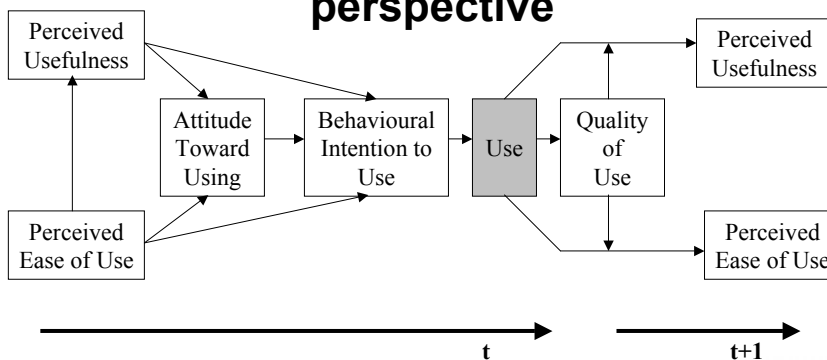 perspective
Perceived
Usefulness
Perceived
Usefulness
Attitude
Toward
Using
Behavioural
Intention to
Use
Use
Quality
of
Use
Perceived
Ease of Use
Perceived
Ease of Use
t
t+1